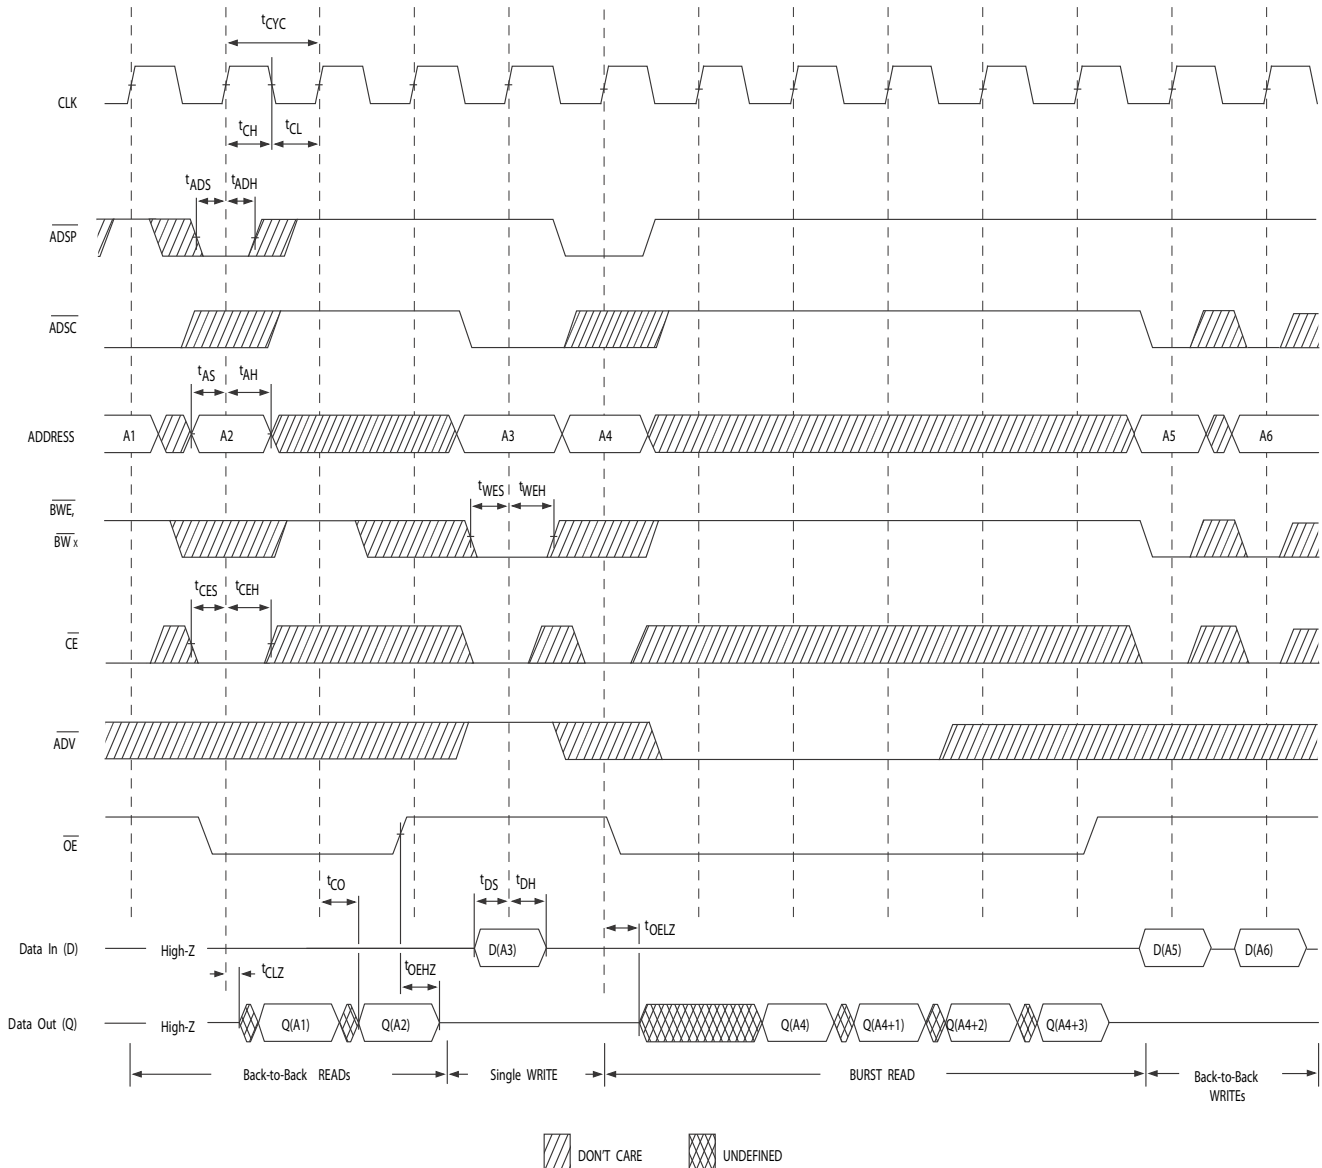 tCYC
CLK
tCH tCL
tADS tADH
ADSP
ADSC
tAS tAH
ADDRESS A1 A2 A3 A4 A5 A6
tWES tWEH
BWE,
BW x
tCES tCEH
CE
ADV
OE
tCO tDS tDH
tOELZ
Data In (D) High-Z D(A3) D(A5) D(A6)
tCLZ tOEHZ
Data Out (Q) High-Z Q(A1) Q(A2) Q(A4) Q(A4+1) Q(A4+2) Q(A4+3)
Back-to-Back READs Single WRITE BURST READ Back-to-Back
WRITEs
DON'T CARE UNDEFINED